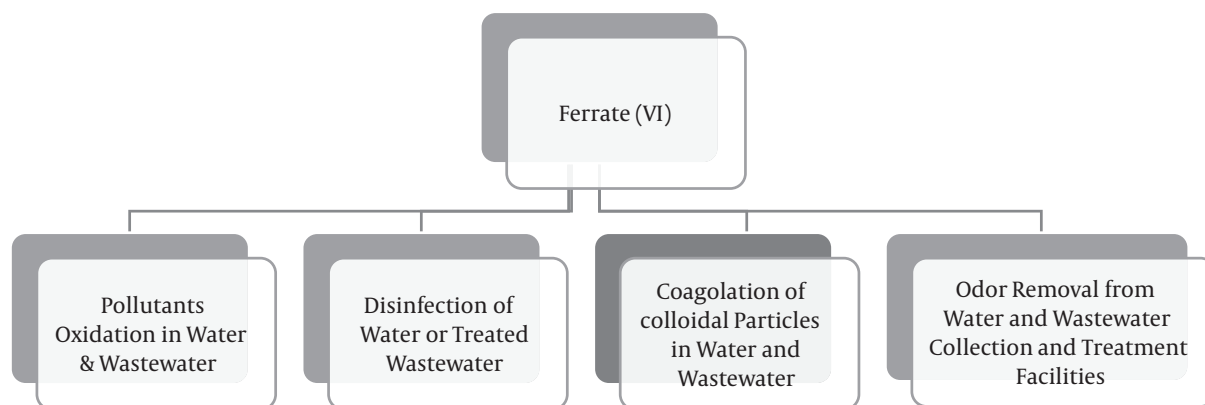 Ferrate (VI)
Pollutants
Oxidation in Water
& Wastewater
Disinfection of
Water or Treated
Wastewater
Coagolation of
colloidal Particles
in Water and
Wastewater
Odor Removal from
Water and Wastewater
Collection and Treatment
Facilities